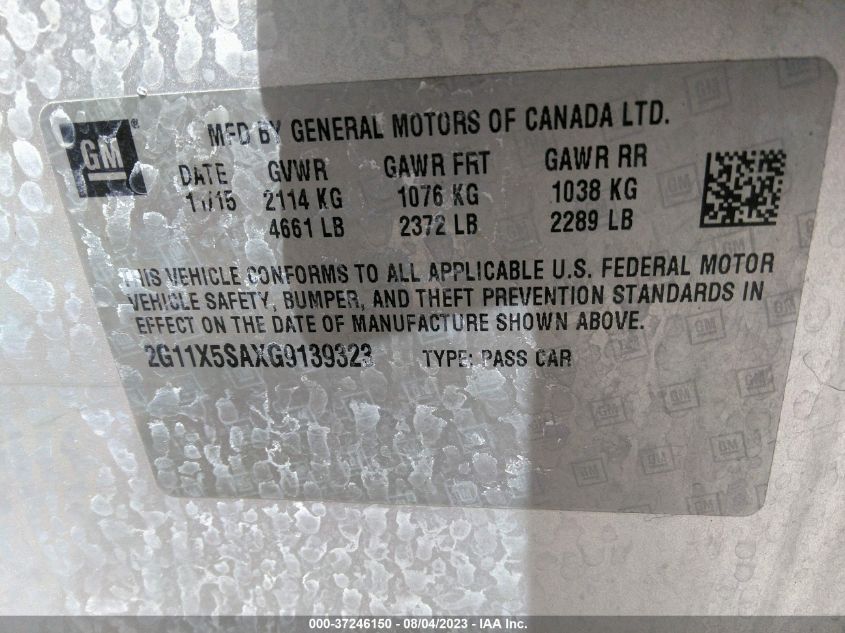 GM
MFD BY GENERAL MOTORS OF CANADA LTD.
DATE GVWR GAWR FRT GAWR RR
11/15 2114 KG 1076 KG 1038 KG
4661 LB 2372 LB 2289 LB
THIS VEHICLE CONFORMS TO ALL APPLICABLE U.S. FEDERAL MOTOR
VEHICLE SAFETY, BUMPER, AND THEFT PREVENTION STANDARDS IN
EFFECT ON THE DATE OF MANUFACTURE SHOWN ABOVE.
2G11X5SAXG9139323 TYPE: PASS CAR
000-37246150 - 08/04/2023 - IAA Inc.